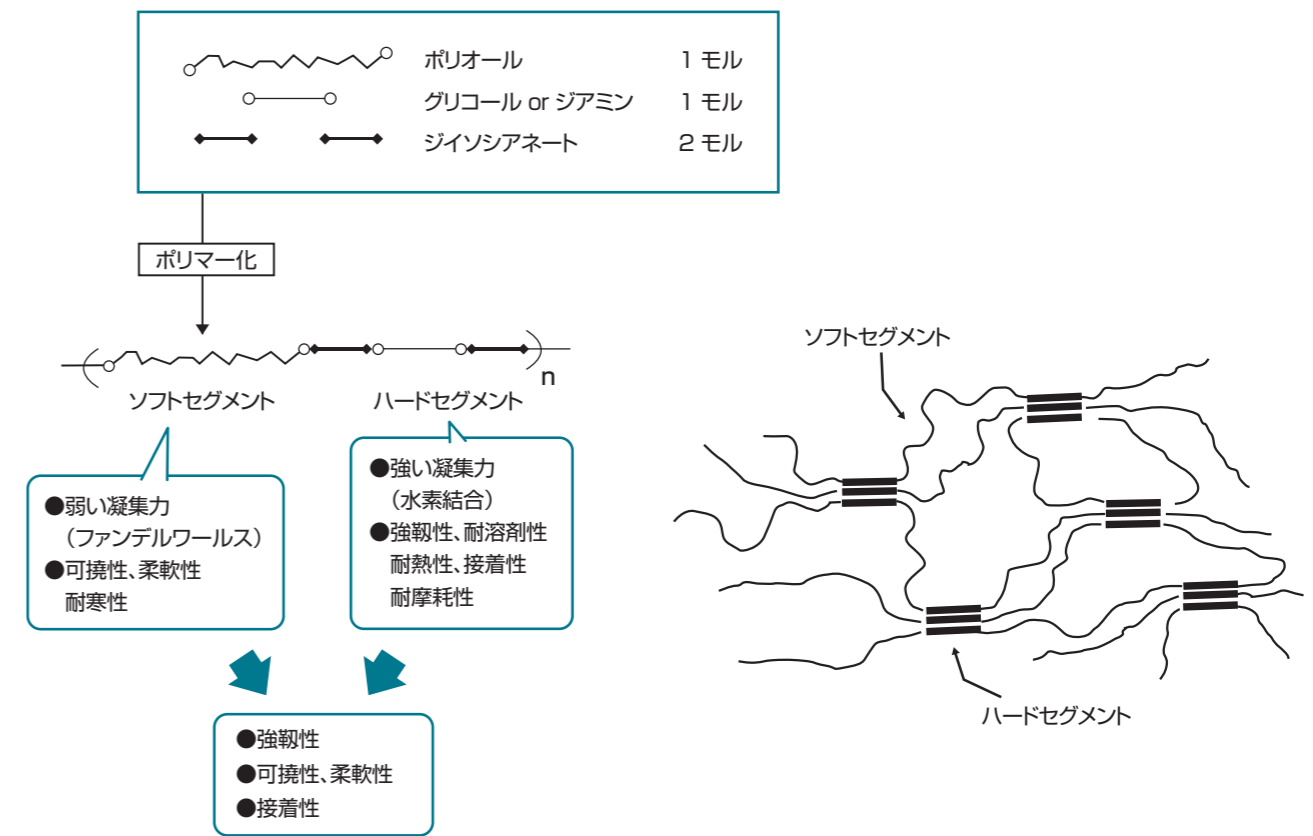 ポリオール 1 モル
グリコール or ジアミン 1 モル
ジイソシアネート 2 モル
ポリマー化
n
ソフトセグメント ハードセグメント
●弱い凝集力
（ファンデルワールス）
●可撓性、柔軟性
耐寒性
●強い凝集力
（水素結合）
●強靱性、耐溶剤性
耐熱性、接着性
耐摩耗性
●強靱性
●可撓性、柔軟性
●接着性
ソフトセグメント
ハードセグメント